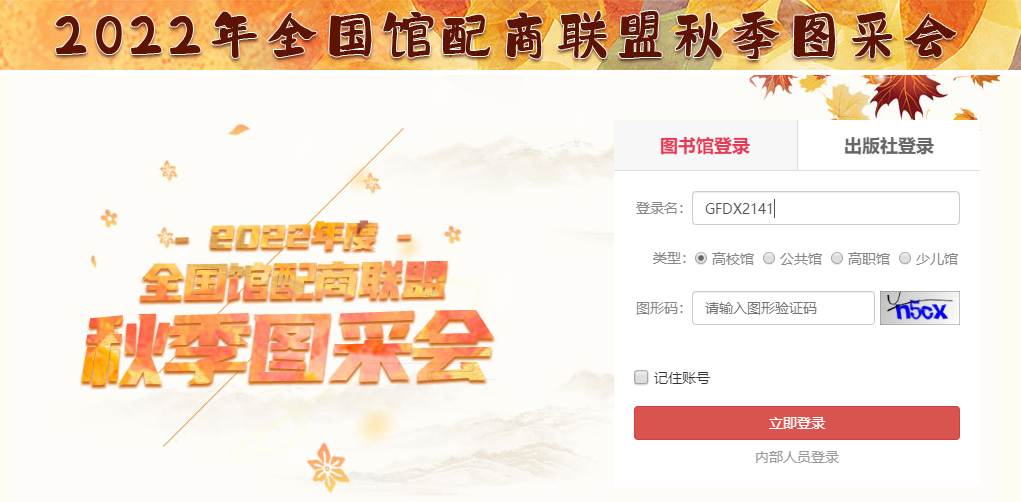 2022年全国馆配商联盟秋季图采会
- 2022年度 -
全国馆配商联盟
秋季图采会
图书馆登录 出版社登录
登录名: GFDX2141
类型: 高校馆 公共馆 高职馆 少儿馆
图形码: 请输入图形验证码 n5cx
记住账号
立即登录
内部人员登录